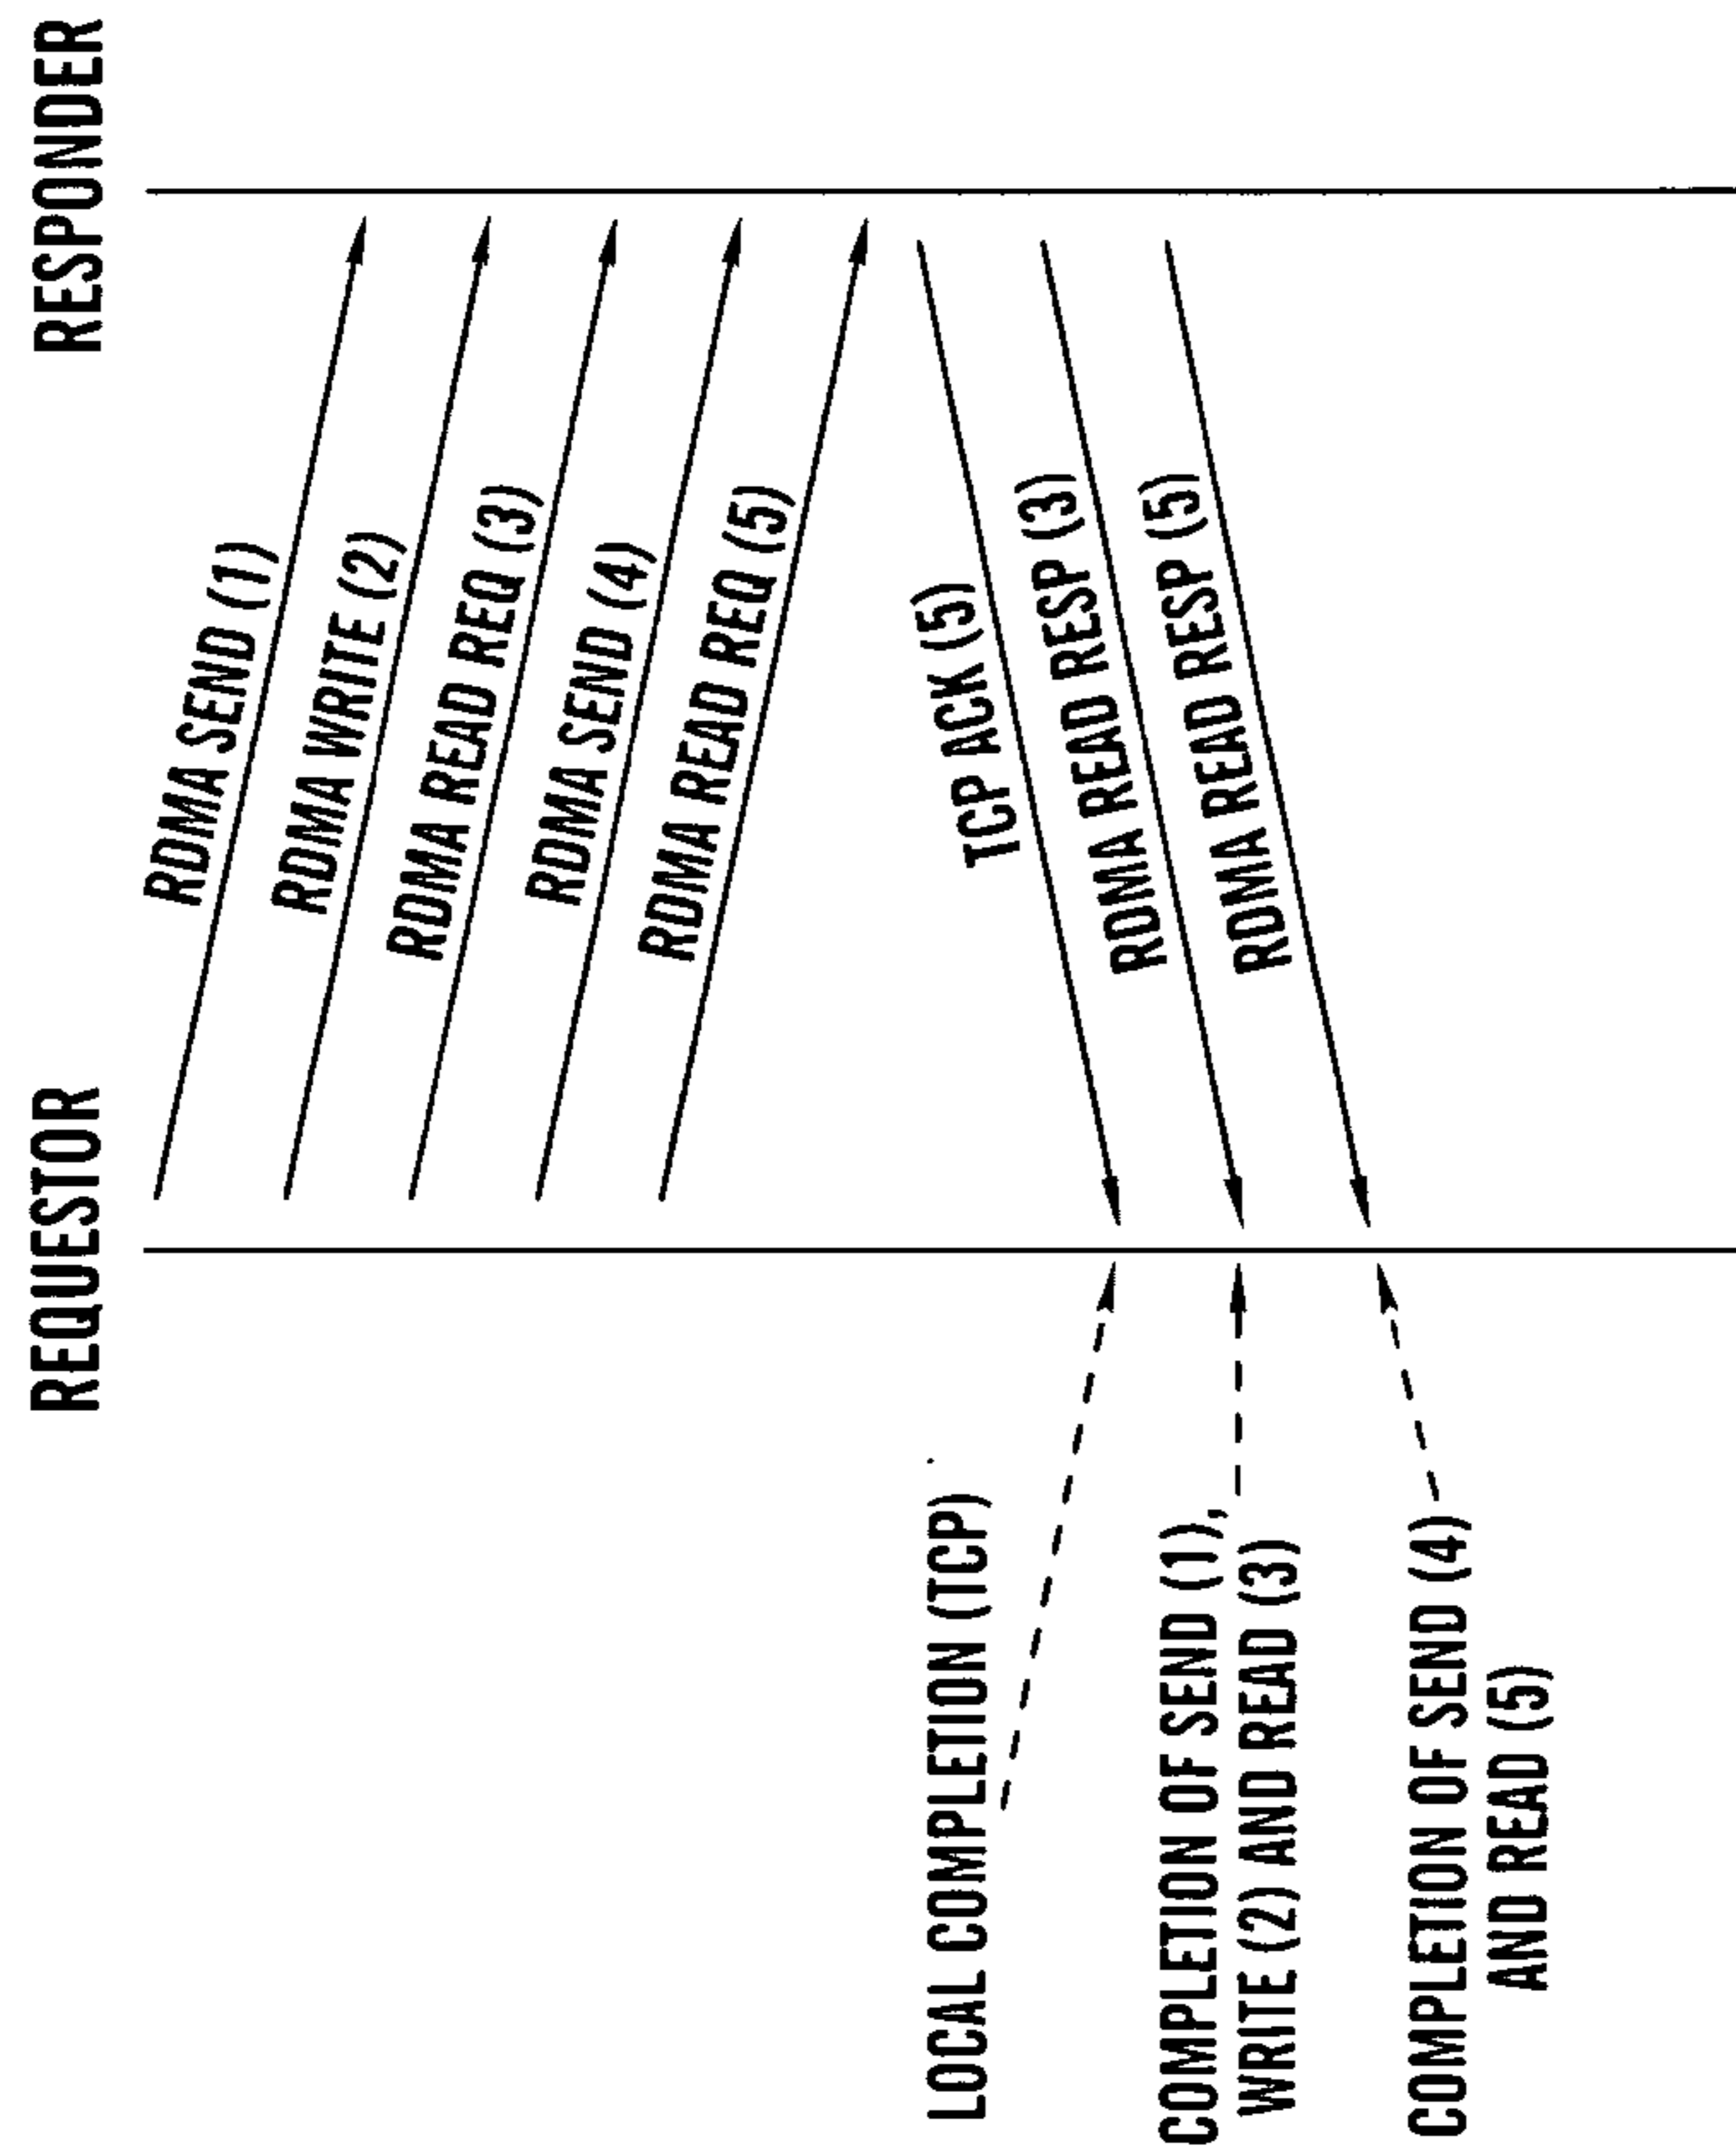 REQUESTOR
RESPONDER
RDMA SEND (1)
RDMA WRITE (2)
RDMA READ REQ (3)
RDMA SEND (4)
RDMA READ REQ (5)
TCP ACK (5)
RDMA READ RESP (3)
RDMA READ RESP (5)
LOCAL COMPLETION (TCP)
COMPLETION OF SEND (1),
WRITE (2) AND READ (3)
COMPLETION OF SEND (4)
AND READ (5)